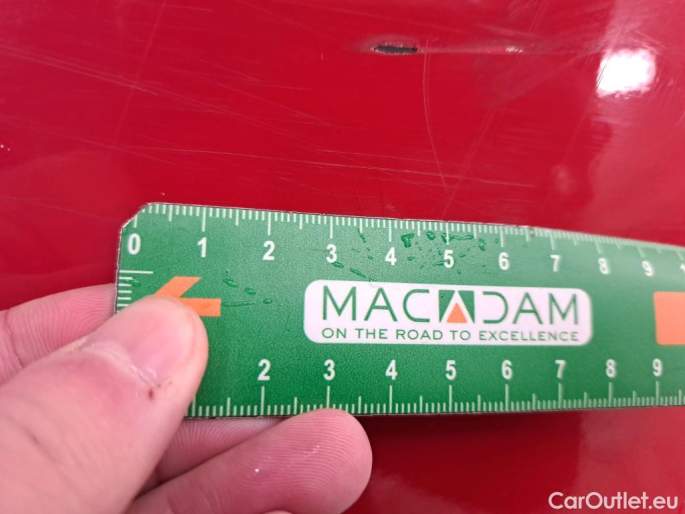 0 1 2 3 4 5 6 7 8 9
MACADAM
ON THE ROAD TO EXCELLENCE
2 3 4 5 6 7 8 9
CarOutlet.eu